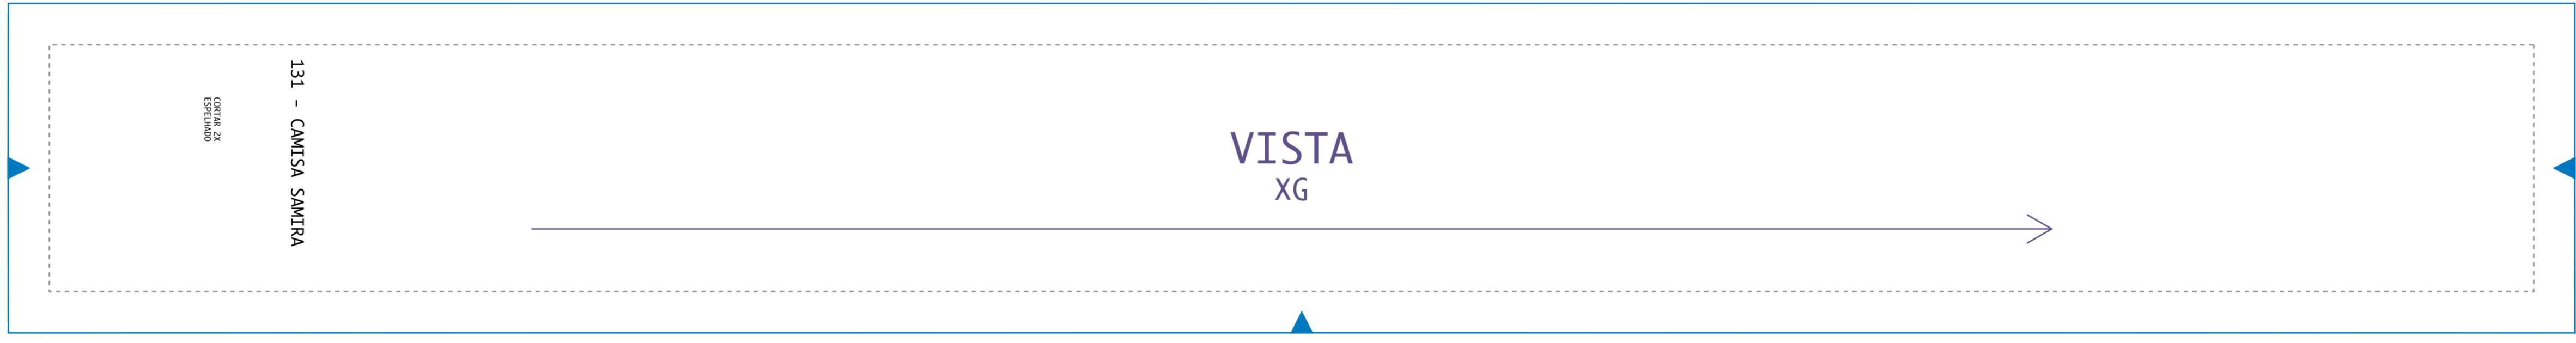 CORTAR 2X
ESPELHADO
131 - CAMISA SAMIRA
VISTA
XG